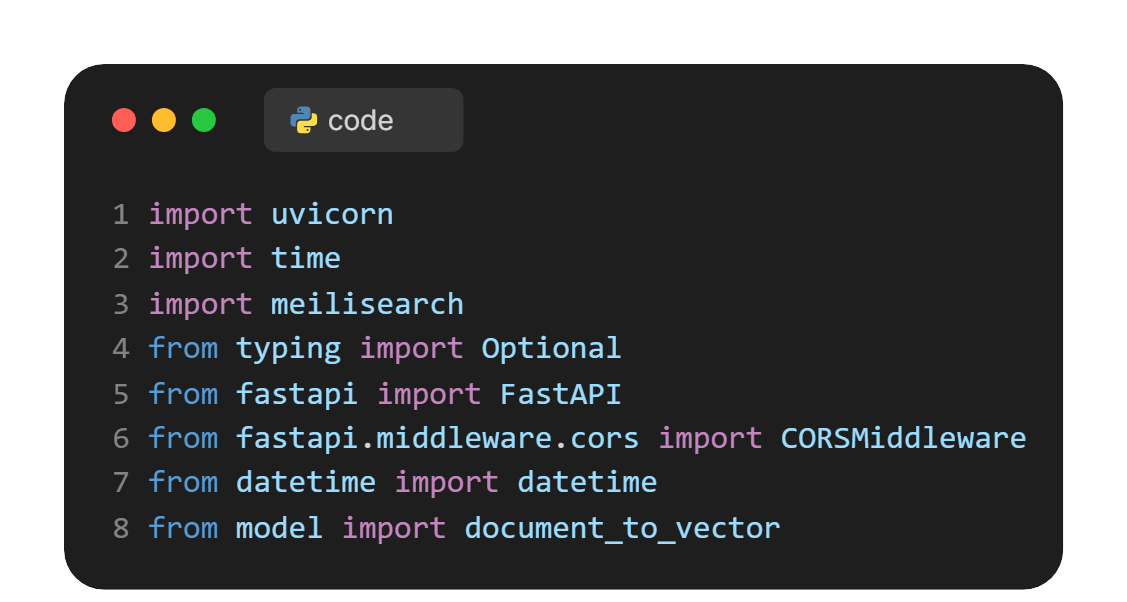 code
1 import uvicorn
2 import time
3 import meilisearch
4 from typing import Optional
5 from fastapi import FastAPI
6 from fastapi.middleware.cors import CORSMiddleware
7 from datetime import datetime
8 from model import document_to_vector